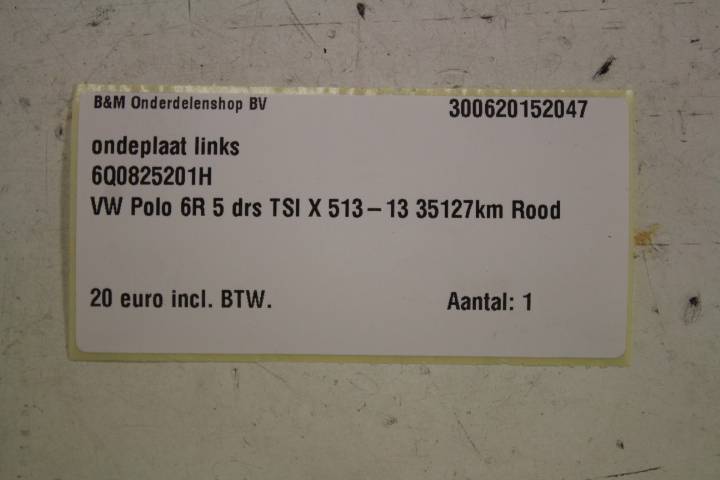 B&M Onderdelenshop BV 300620152047
ondeplaat links
6Q0825201H
VW Polo 6R 5 drs TSI X 513-13 35127km Rood
20 euro incl. BTW. Aantal: 1